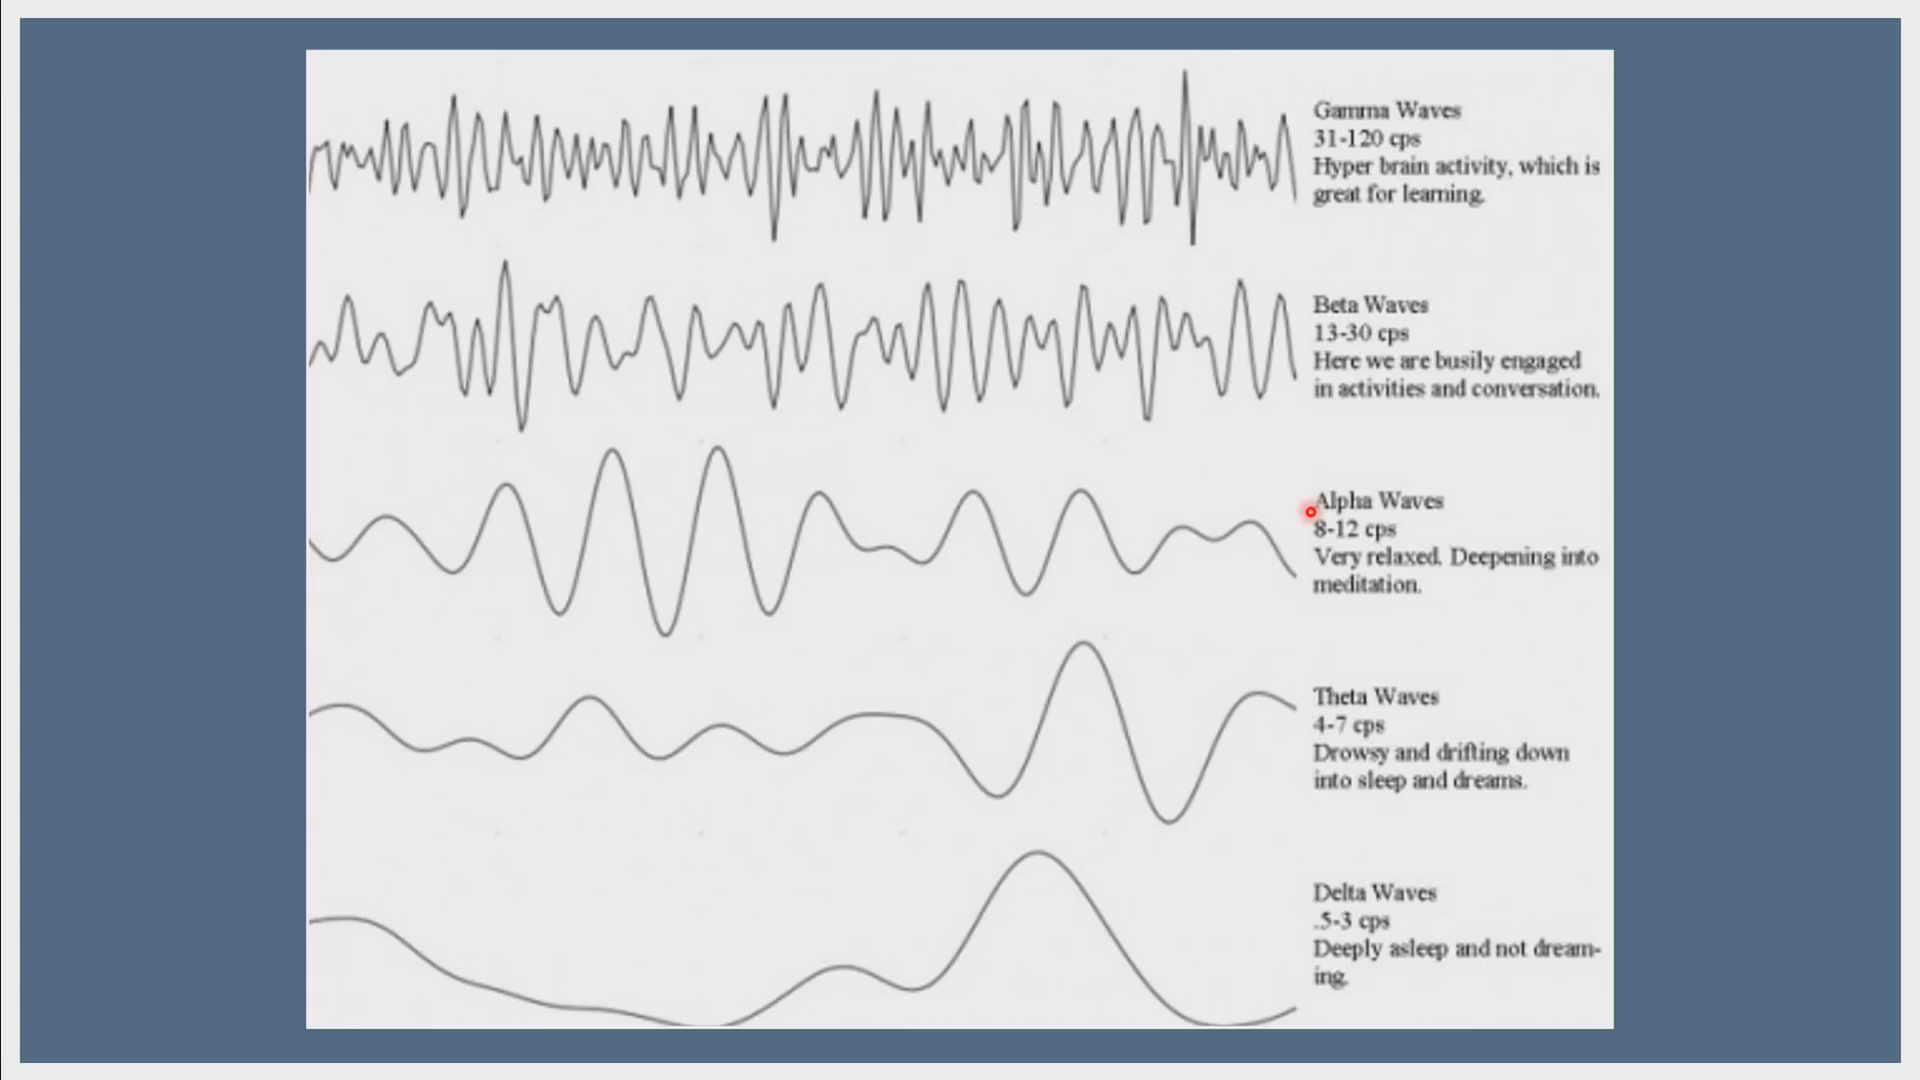 Gamma Waves
31-120 cps
Hyper brain activity, which is
great for learning.
Beta Waves
13-30 cps
Here we are busily engaged
in activities and conversation.
Alpha Waves
8-12 cps
Very relaxed. Deepening into
meditation.
Theta Waves
4-7 cps
Drowsy and drifting down
into sleep and dreams.
Delta Waves
.5-3 cps
Deeply asleep and not dream-
ing.